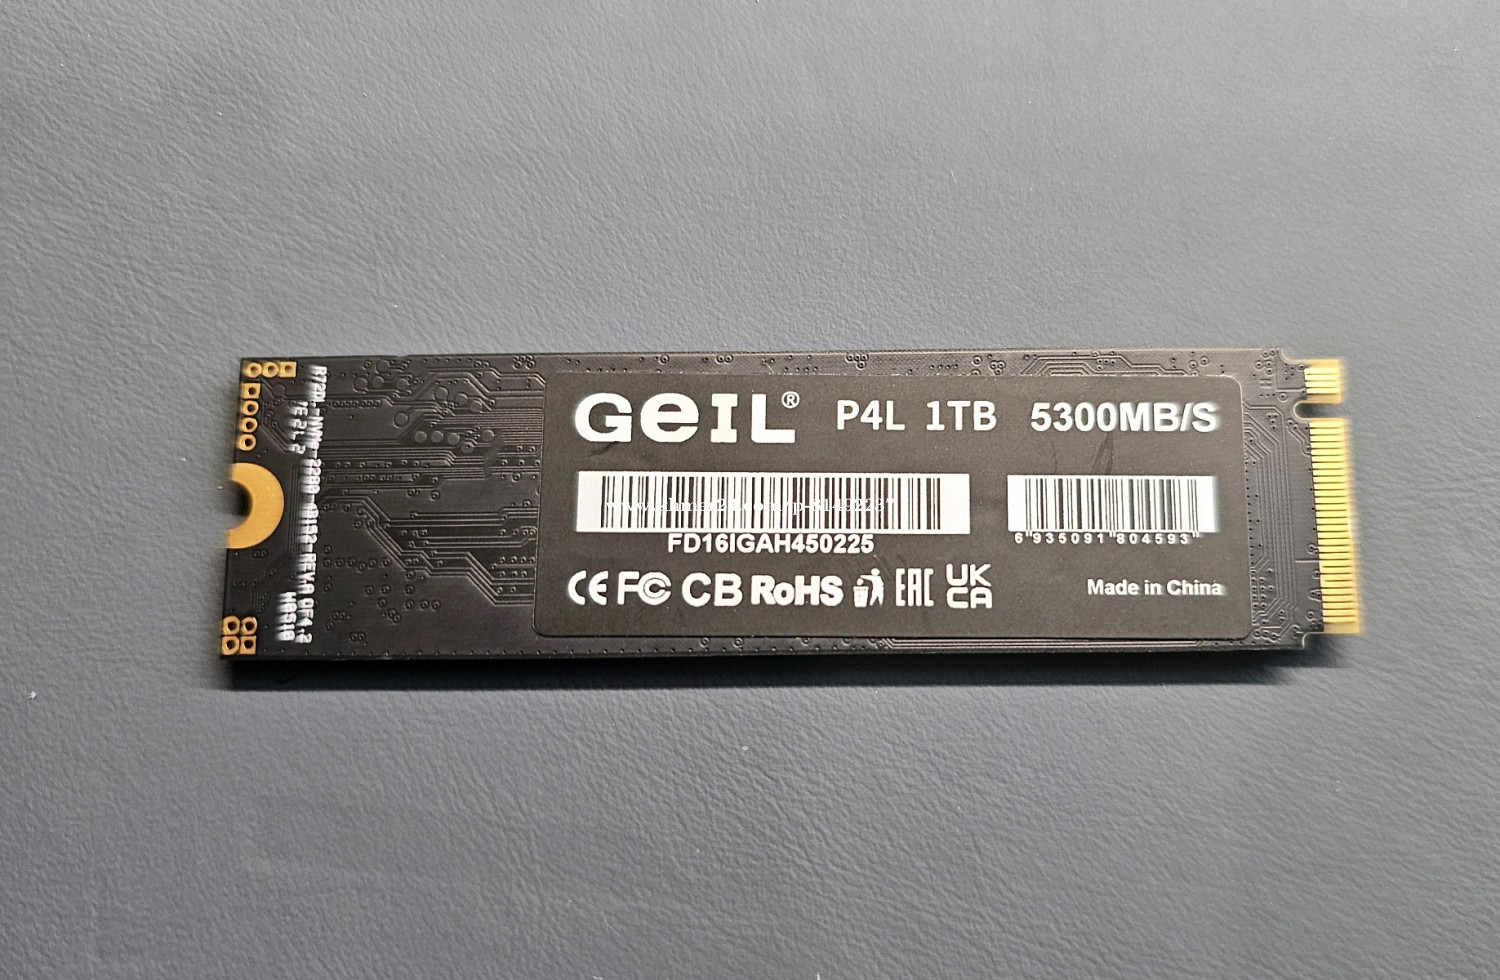 GeIL® P4L 1TB 5300MB/S
FD16IGAH450225
6"935091"804593"
CE FC CB RoHS EAC UK CA
Made in China